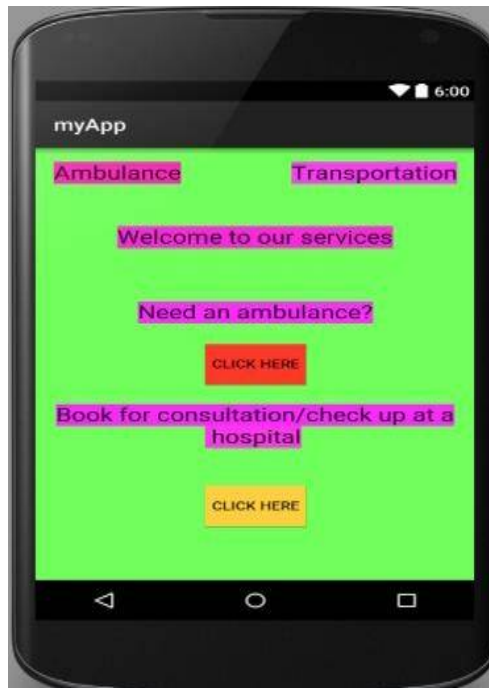 6:00
myApp
Ambulance Transportation
Welcome to our services
Need an ambulance?
CLICK HERE
Book for consultation/check up at a
hospital
CLICK HERE